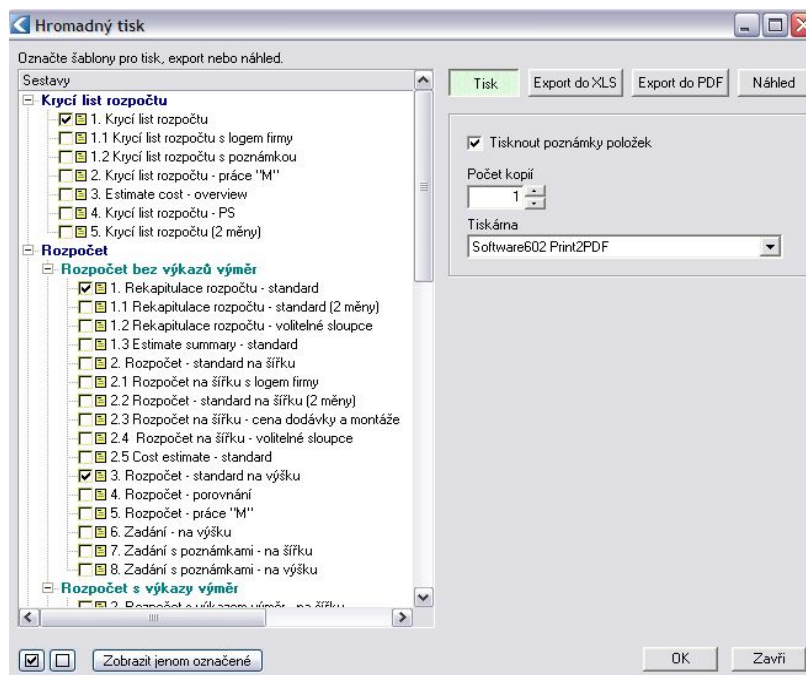 Hromadný tisk
Označte šablony pro tisk, export nebo náhled.
Sestavy
Krycí list rozpočtu
1. Krycí list rozpočtu
1.1 Krycí list rozpočtu s logem firmy
1.2 Krycí list rozpočtu s poznámkou
2. Krycí list rozpočtu - práce "M"
3. Estimate cost - overview
4. Krycí list rozpočtu - PS
5. Krycí list rozpočtu (2 měny)
Rozpočet
Rozpočet bez výkazů výměr
1. Rekapitulace rozpočtu - standard
1.1 Rekapitulace rozpočtu - standard (2 měny)
1.2 Rekapitulace rozpočtu - volitelné sloupce
1.3 Estimate summary - standard
2. Rozpočet - standard na šířku
2.1 Rozpočet na šířku s logem firmy
2.2 Rozpočet - standard na šířku (2 měny)
2.3 Rozpočet na šířku - cena dodávky a montáže
2.4 Rozpočet na šířku - volitelné sloupce
2.5 Cost estimate - standard
3. Rozpočet - standard na výšku
4. Rozpočet - porovnání
5. Rozpočet - práce "M"
6. Zadání - na výšku
7. Zadání s poznámkami - na šířku
8. Zadání s poznámkami - na výšku
Rozpočet s výkazy výměr
2. Rozpočet s výkazem výměr - na šířku
Zobrazit jenom označené
Tisk Export do XLS Export do PDF Náhled
Tisknout poznámky položek
Počet kopií
1
Tiskárna
Software602 Print2PDF
OK Zavři